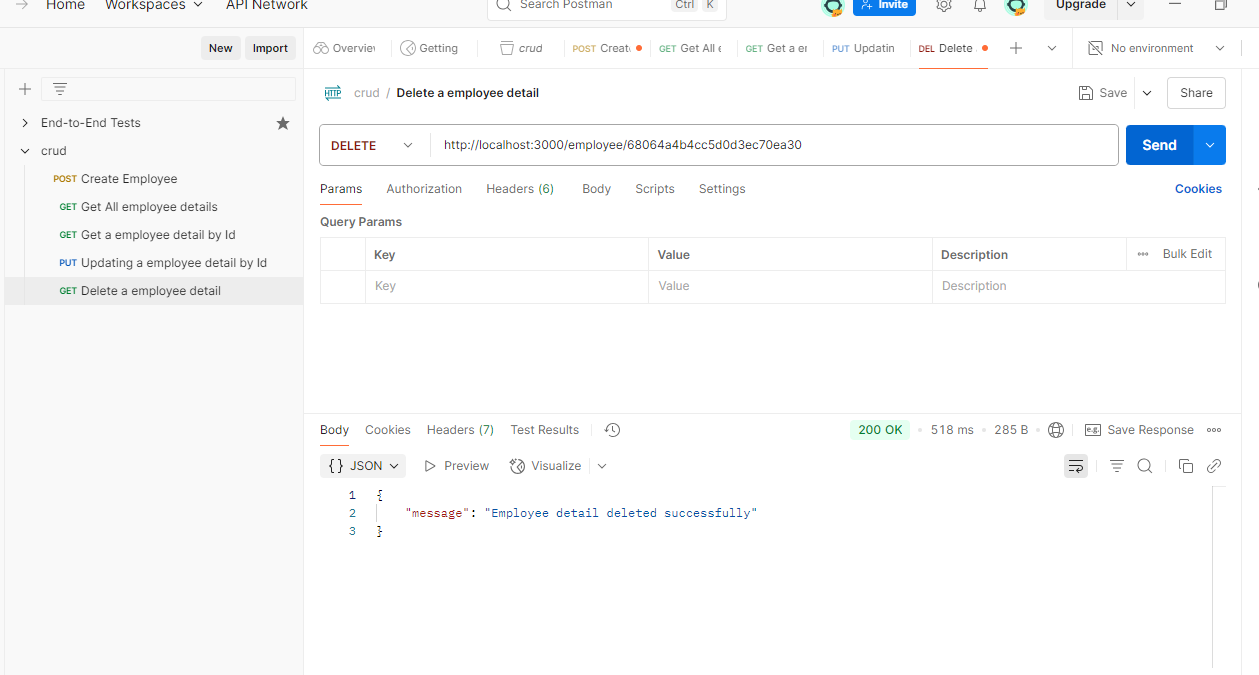 Home Workspaces API Network Search Postman Ctrl K Invite Upgrade
New Import Overview Getting crud POST Create GET Get All e GET Get a er PUT Updatin DEL Delete No environment
HTTP crud / Delete a employee detail Save Share
End-to-End Tests
crud
DELETE http://localhost:3000/employee/68064a4b4cc5d0d3ec70ea30 Send
POST Create Employee
Params Authorization Headers (6) Body Scripts Settings Cookies
GET Get All employee details
Query Params
GET Get a employee detail by Id
Key Value Description Bulk Edit
PUT Updating a employee detail by Id
Key Value Description
GET Delete a employee detail
Body Cookies Headers (7) Test Results 200 OK 518 ms 285 B e.g. Save Response
{} JSON Preview Visualize
1 {
2 "message": "Employee detail deleted successfully"
3 }